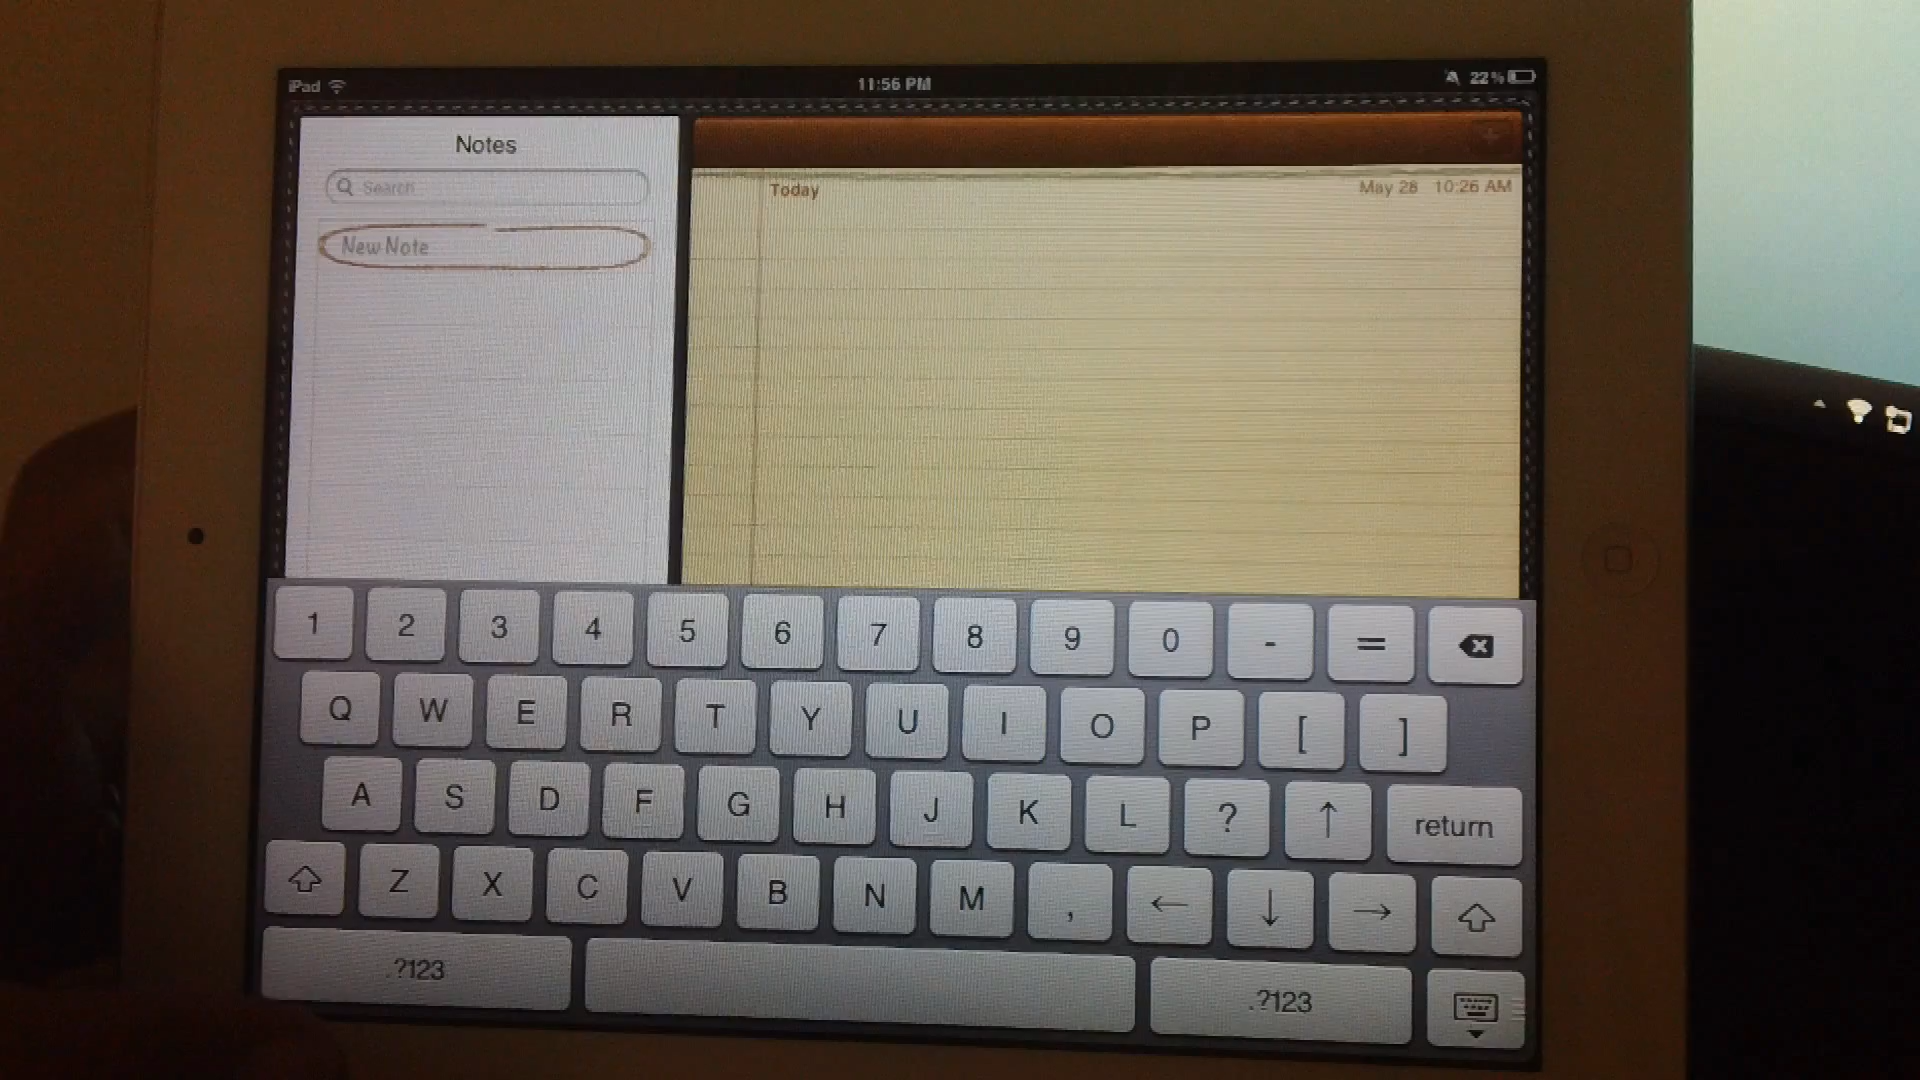 iPad
11:56 PM
22%
Notes
Search
New Note
Today
May 28 10:26 AM
1 2 3 4 5 6 7 8 9 0 - =
Q W E R T Y U I O P [ ]
A S D F G H J K L ? ↑ return
Z X C V B N M , ← ↓ →
.?123 .?123